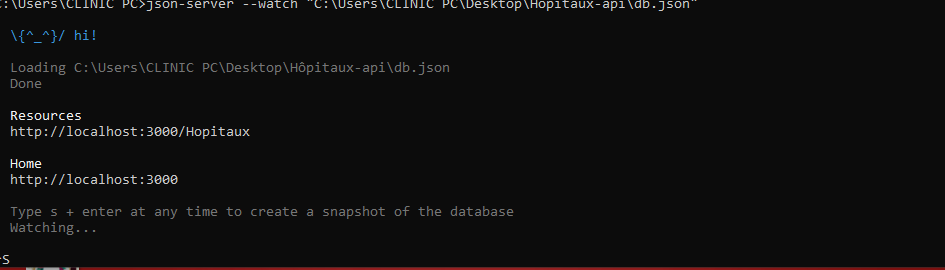 :\Users\CLINIC PC>json-server --watch "C:\Users\CLINIC PC\Desktop\Hôpitaux-api\db.json"
\{^_^}/ hi!
Loading C:\Users\CLINIC PC\Desktop\Hôpitaux-api\db.json
Done
Resources
http://localhost:3000/Hopitaux
Home
http://localhost:3000
Type s + enter at any time to create a snapshot of the database
Watching...
S